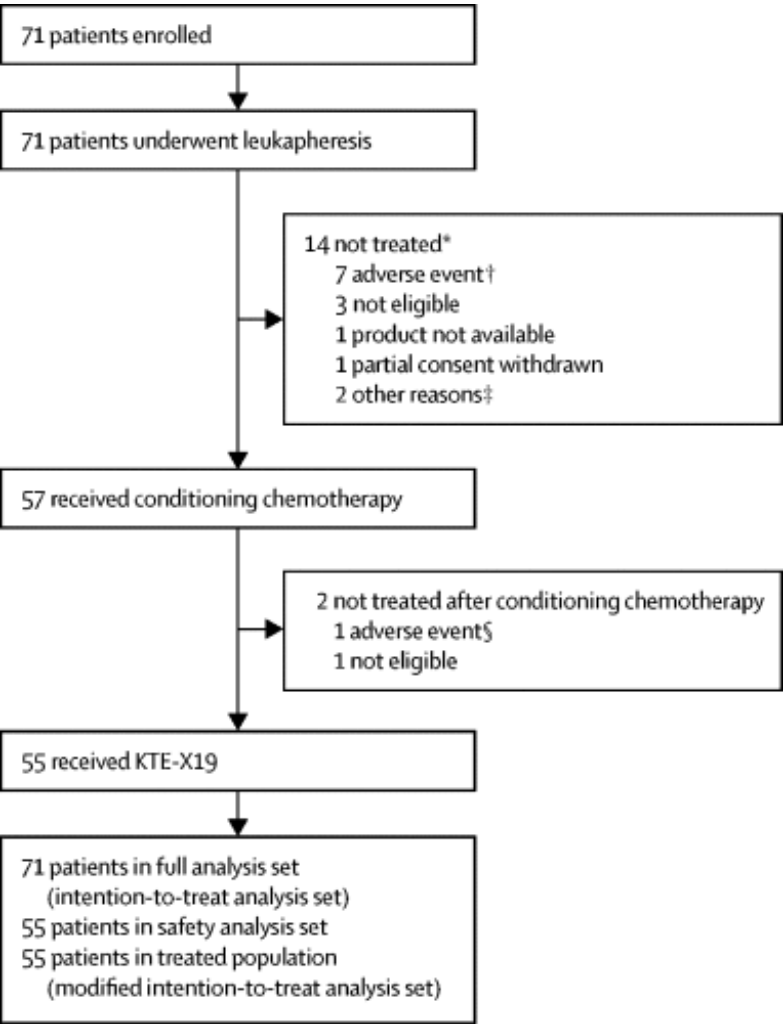 71 patients enrolled
71 patients underwent leukapheresis
14 not treated*
7 adverse event†
3 not eligible
1 product not available
1 partial consent withdrawn
2 other reasons‡
57 received conditioning chemotherapy
2 not treated after conditioning chemotherapy
1 adverse event§
1 not eligible
55 received KTE-X19
71 patients in full analysis set
(intention-to-treat analysis set)
55 patients in safety analysis set
55 patients in treated population
(modified intention-to-treat analysis set)